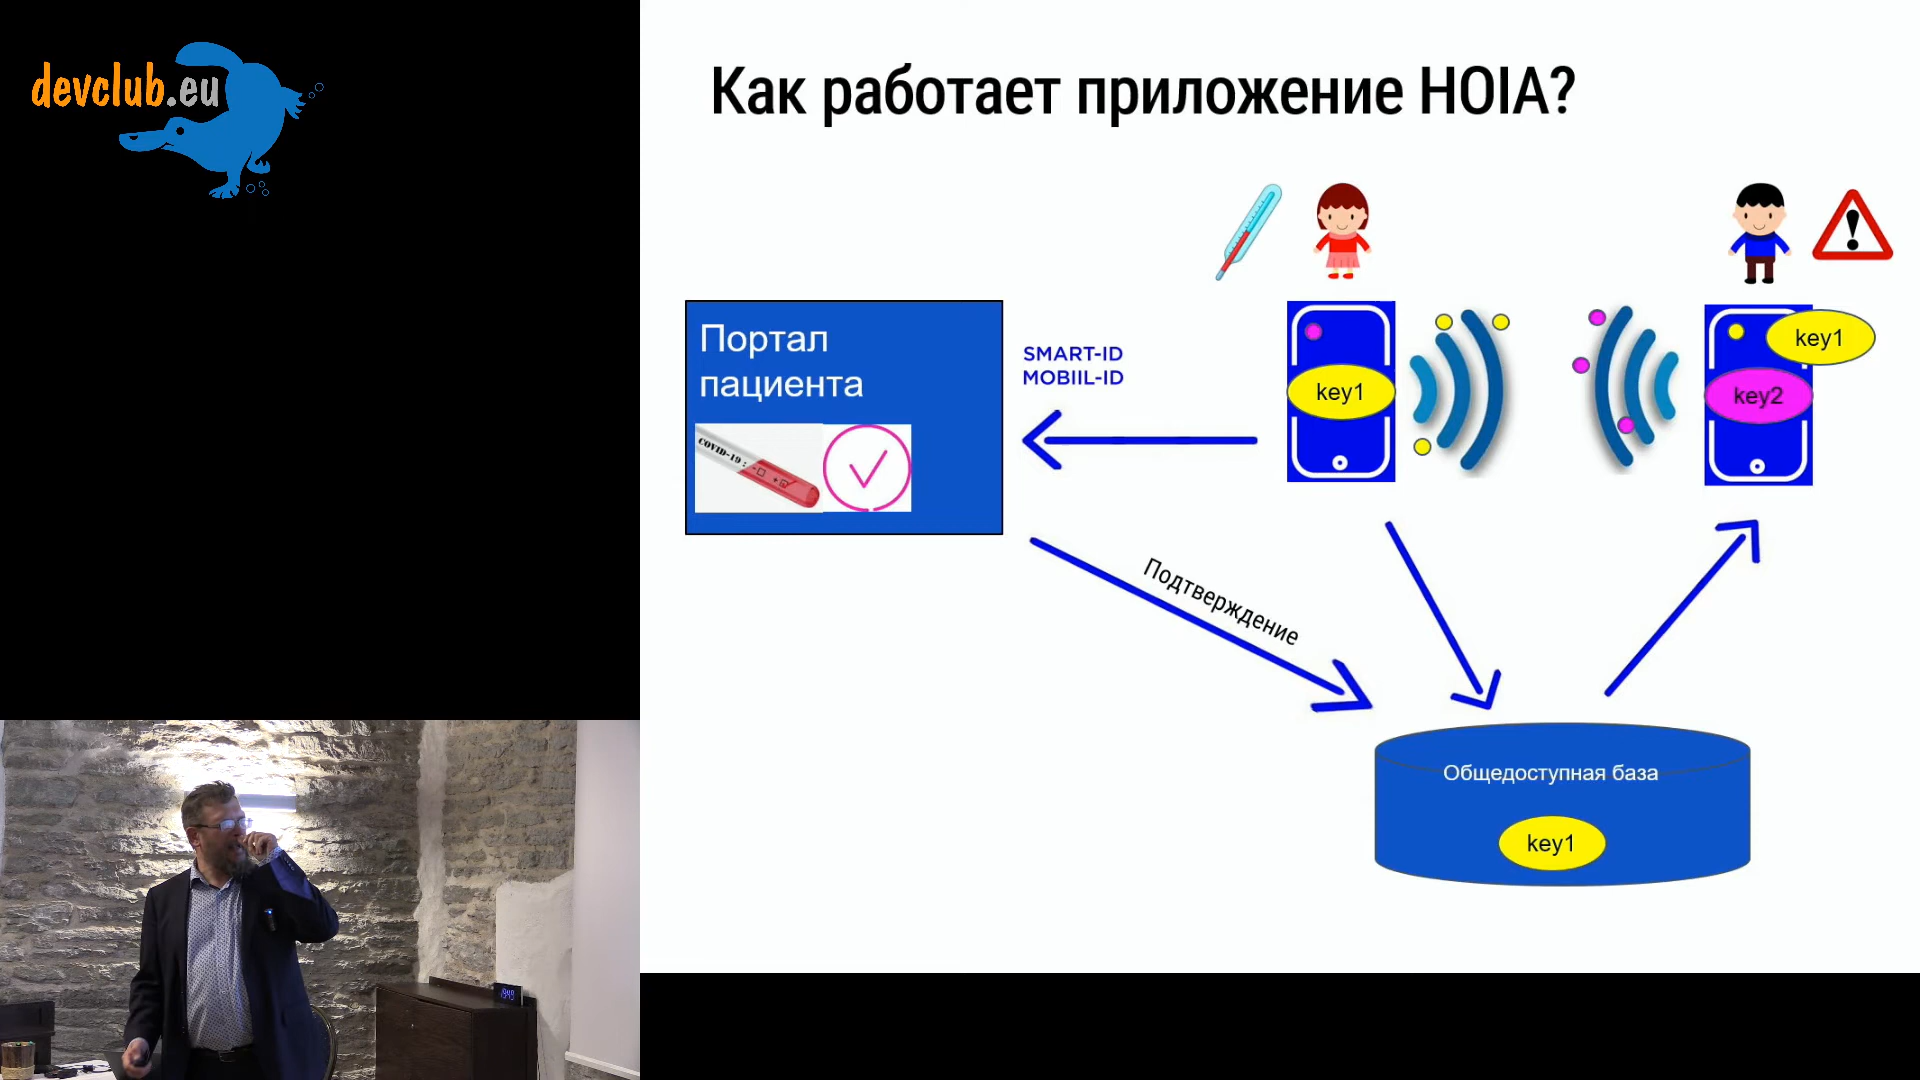 devclub.eu
Как работает приложение HOIA?
Портал
пациента
COVID-19:
SMART-ID
MOBIIL-ID
key1
key1
key2
Подтверждение
Общедоступная база
key1